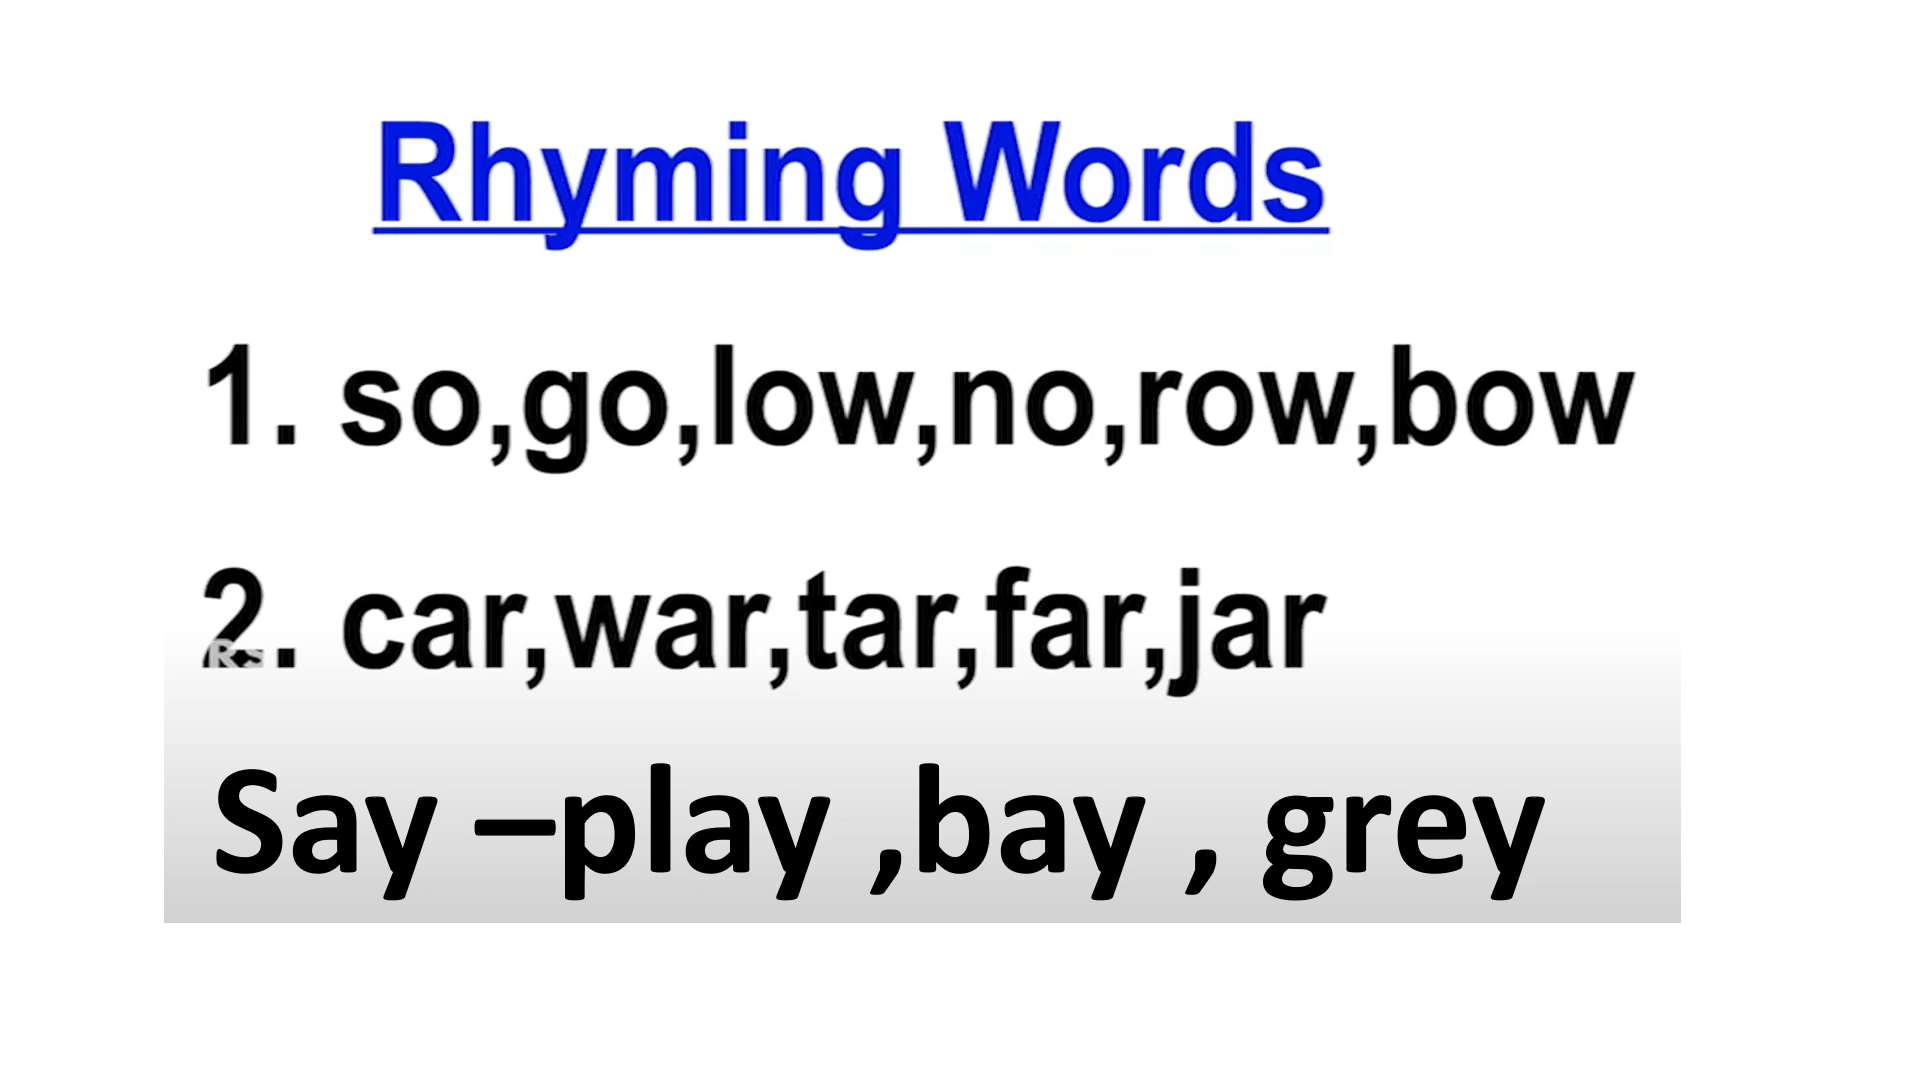 Rhyming Words
1. so,go,low,no,row,bow
2. car,war,tar,far,jar
Say –play ,bay , grey